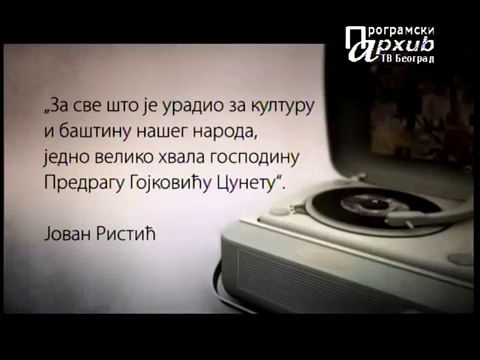 Програмски
Архив
ТВ Београд
„За све што је урадио за културу
и баштину нашег народа,
једно велико хвала господину
Предрагу Гојковићу Цунету“.
Јован Ристић